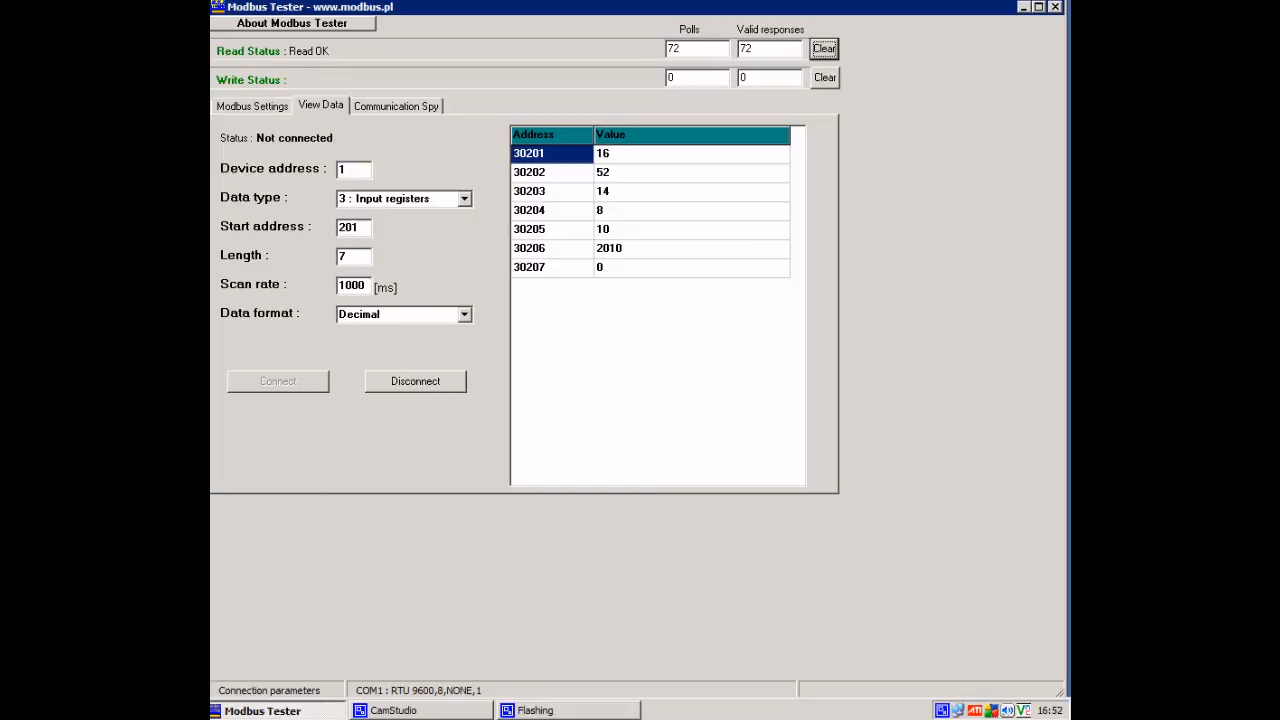 Modbus Tester - www.modbus.pl
About Modbus Tester
Polls
Valid responses
Read Status : Read OK
72
72
Clear
Write Status :
0
0
Clear
Modbus Settings
View Data
Communication Spy
Status : Not connected
Device address : 1
Data type : 3 : Input registers
Start address : 201
Length : 7
Scan rate : 1000 [ms]
Data format : Decimal
Connect
Disconnect
Address Value
30201 16
30202 52
30203 14
30204 8
30205 10
30206 2010
30207 0
Connection parameters
COM1 : RTU 9600,8,NONE,1
Modbus Tester
CamStudio
Flashing
ATI
V2
16:52